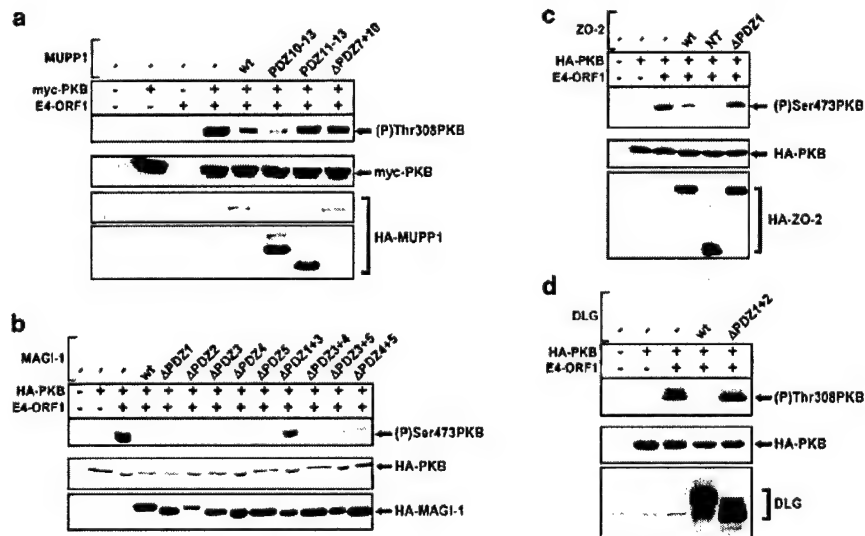 a
MUPP1 - - - - wt PDZ10-13 PDZ11-13 ΔPDZ7+10
myc-PKB - + - + + + + +
E4-ORF1 - - + + + + + +
(P)Thr308PKB
myc-PKB
HA-MUPP1
b
MAGI-1 - - - wt ΔPDZ1 ΔPDZ2 ΔPDZ3 ΔPDZ4 ΔPDZ5 ΔPDZ1+3 ΔPDZ3+4 ΔPDZ3+5 ΔPDZ4+5
HA-PKB - + + + + + + + + + + + +
E4-ORF1 - - + + + + + + + + + + +
(P)Ser473PKB
HA-PKB
HA-MAGI-1
c
ZO-2 - - - wt NT ΔPDZ1
HA-PKB - + + + + +
E4-ORF1 - - + + + +
(P)Ser473PKB
HA-PKB
HA-ZO-2
d
DLG - - - wt ΔPDZ1+2
HA-PKB - + + + +
E4-ORF1 - - + + +
(P)Thr308PKB
HA-PKB
DLG